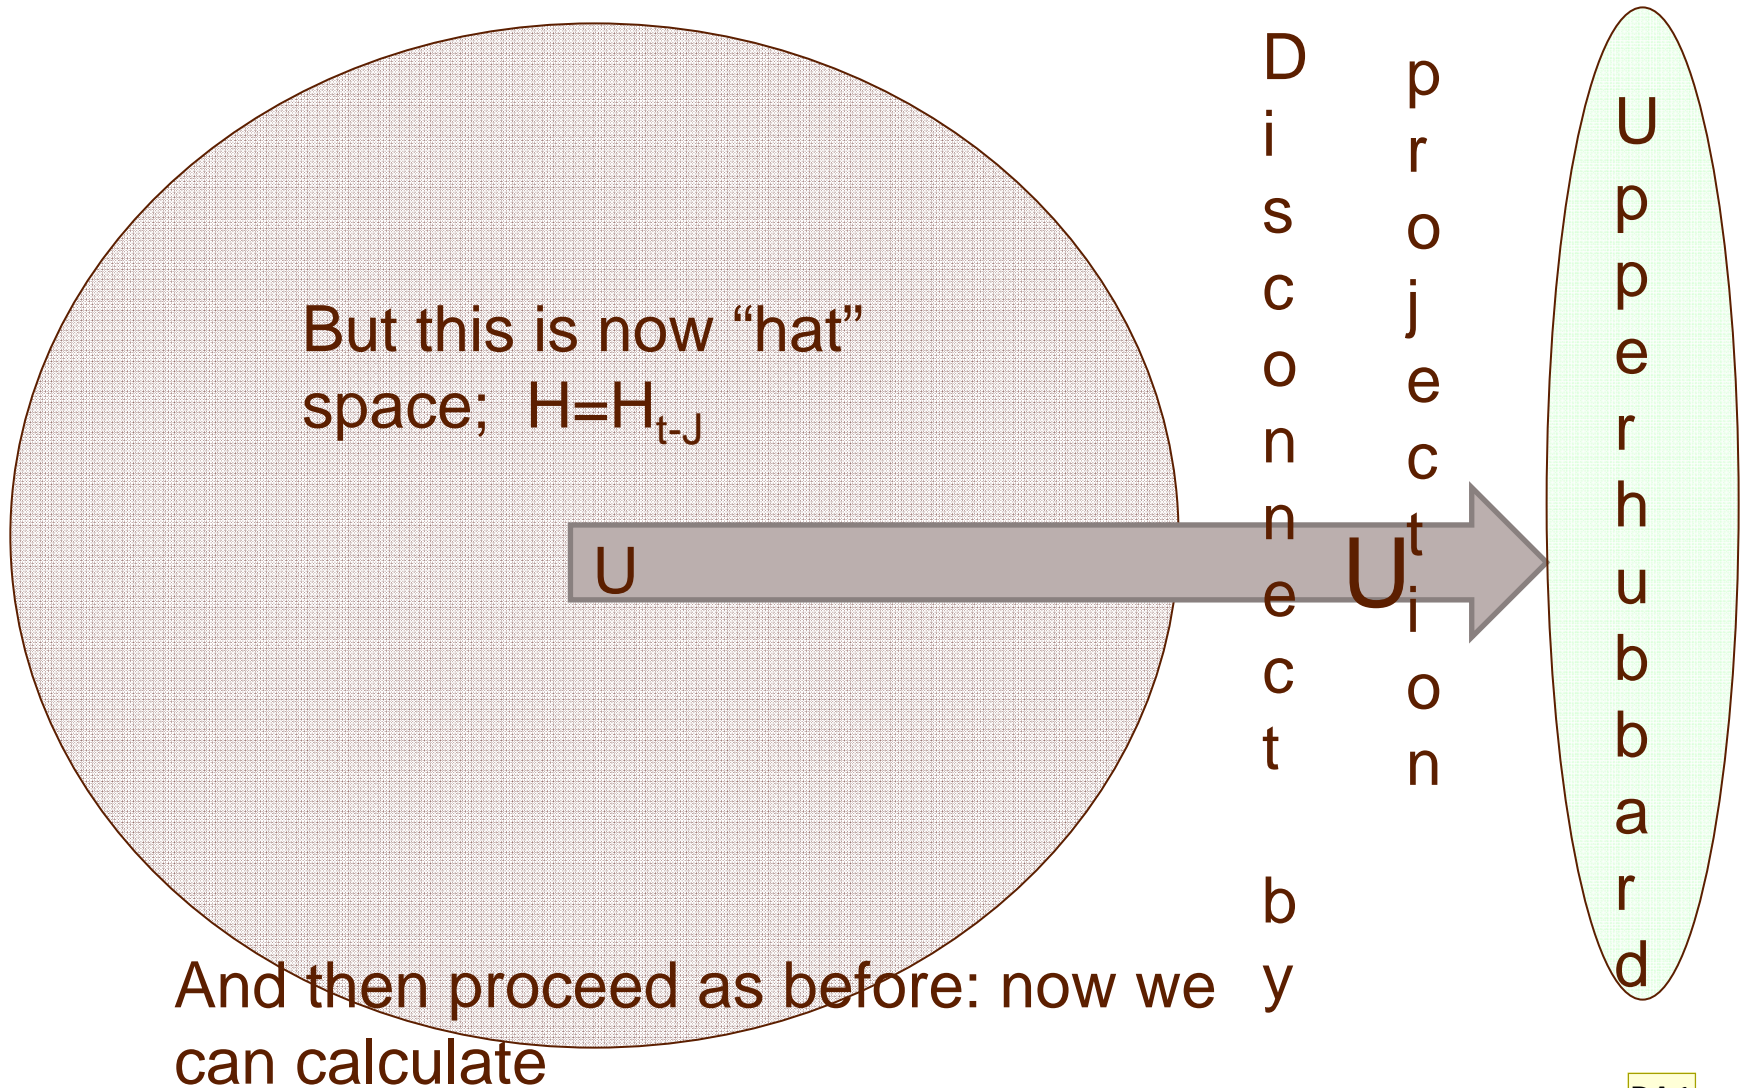 But this is now “hat”
space; H=Ht-J
U
U
Disconnect by
projection
Upperhubbard
And then proceed as before: now we
can calculate